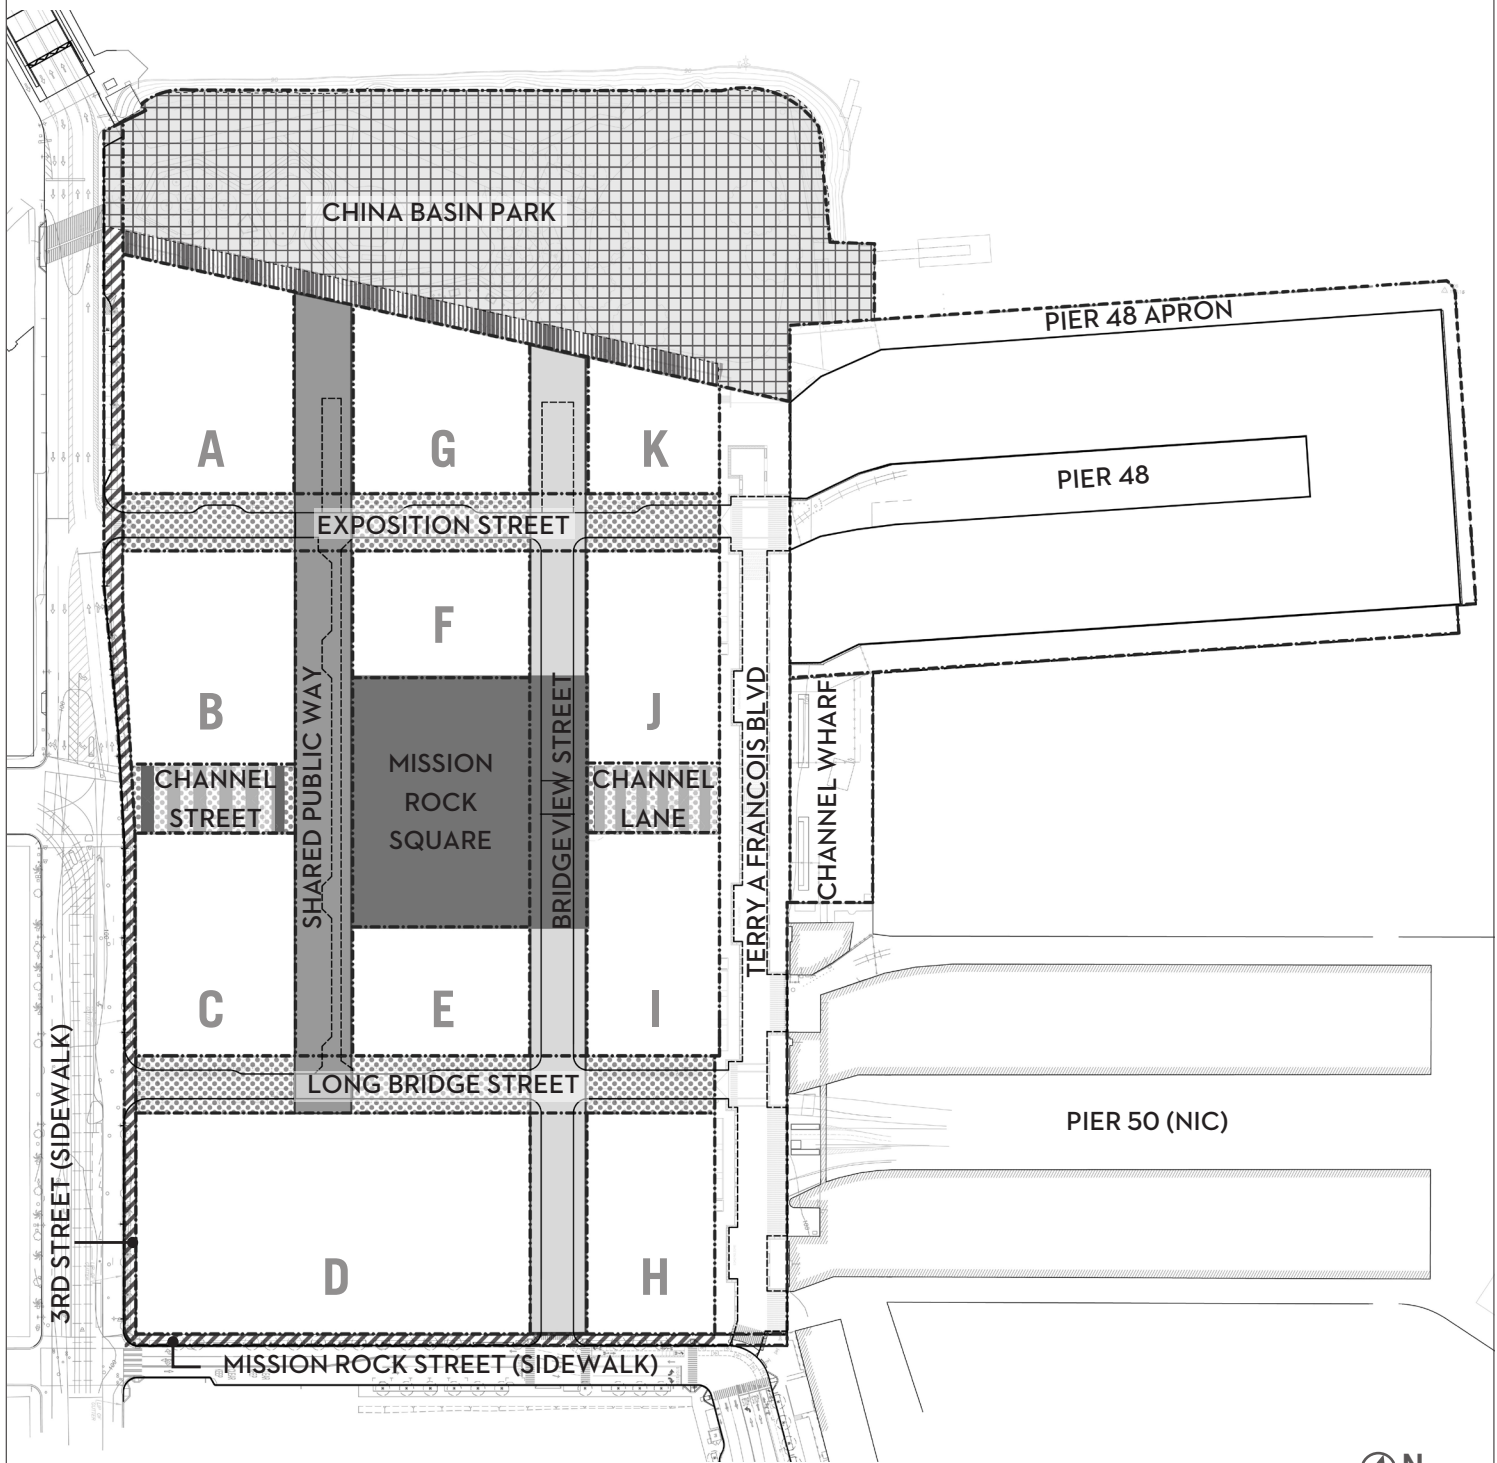 CHINA BASIN PARK
PIER 48 APRON
A
G
K
PIER 48
EXPOSITION STREET
F
B
J
SHARED PUBLIC WAY
MISSION
ROCK
SQUARE
BRIDGEVIEW STREET
TERRY A FRANCOIS BLVD
CHANNEL WHARF
CHANNEL
STREET
CHANNEL
LANE
C
E
I
LONG BRIDGE STREET
PIER 50 (NIC)
3RD STREET (SIDEWALK)
D
H
MISSION ROCK STREET (SIDEWALK)
N